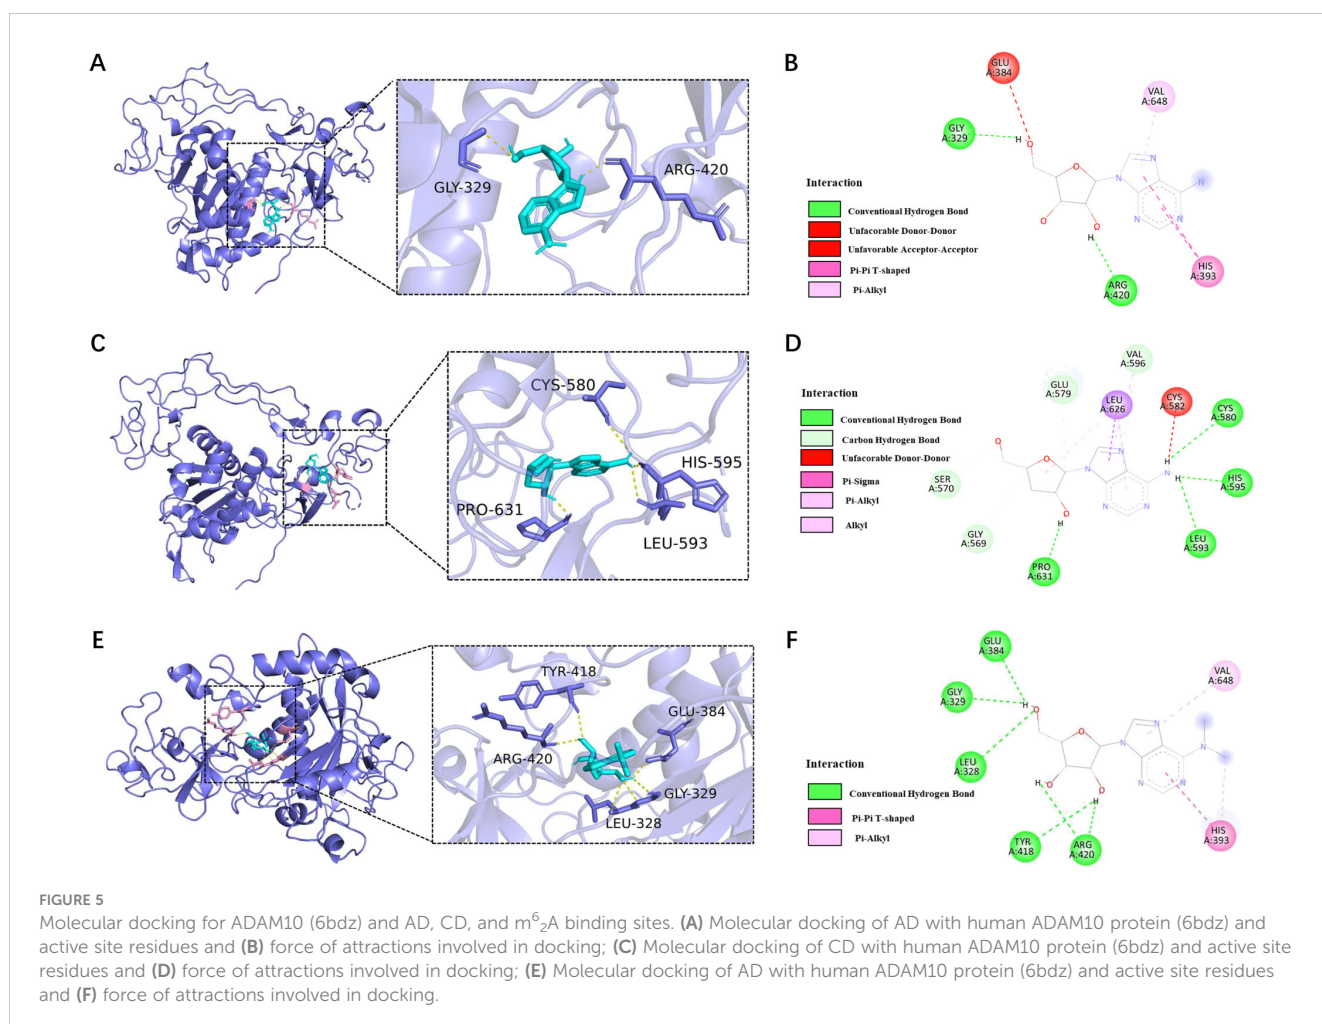 A
GLY-329
ARG-420
B
GLU
A:384
VAL
A:648
GLY
A:329
H
O
O
N
N
N
N
N
O
O
H
HIS
A:393
ARG
A:420
Interaction
Conventional Hydrogen Bond
Unfacorable Donor-Donor
Unfavorable Acceptor-Acceptor
Pi-Pi T-shaped
Pi-Alkyl
C
CYS-580
HIS-595
PRO-631
LEU-593
D
VAL
A:596
GLU
A:579
LEU
A:626
CYS
A:582
CYS
A:580
SER
A:570
HIS
A:595
GLY
A:569
LEU
A:593
PRO
A:631
O
O
N
N
N
N
N
H
H
O
H
Interaction
Conventional Hydrogen Bond
Carbon Hydrogen Bond
Unfacorable Donor-Donor
Pi-Sigma
Pi-Alkyl
Alkyl
E
TYR-418
GLU-384
ARG-420
GLY-329
LEU-328
F
GLU
A:384
VAL
A:648
GLY
A:329
LEU
A:328
H
O
O
N
N
N
N
N
H
O
O
H
TYR
A:418
ARG
A:420
HIS
A:393
Interaction
Conventional Hydrogen Bond
Pi-Pi T-shaped
Pi-Alkyl
FIGURE 5
Molecular docking for ADAM10 (6bdz) and AD, CD, and m⁶₂A binding sites. (A) Molecular docking of AD with human ADAM10 protein (6bdz) and
active site residues and (B) force of attractions involved in docking; (C) Molecular docking of CD with human ADAM10 protein (6bdz) and active site
residues and (D) force of attractions involved in docking; (E) Molecular docking of AD with human ADAM10 protein (6bdz) and active site residues
and (F) force of attractions involved in docking.